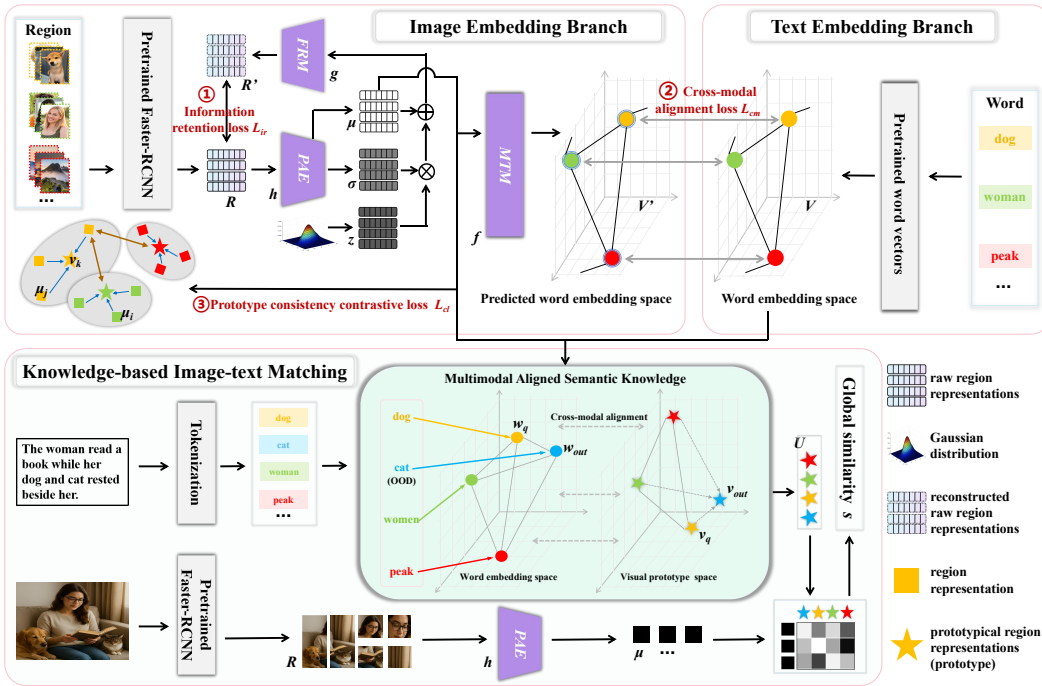 Region
Pretrained Faster-RCNN
...
R'
FRM
g
Image Embedding Branch
①
Information
retention loss L_ir
R
h
PAE
μ
σ
z
f
MTM
②
Cross-modal
alignment loss L_cm
V'
Predicted word embedding space
V
Word embedding space
Text Embedding Branch
Pretrained word vectors
Word
dog
woman
peak
...
v_k
μ_j
μ_i
③Prototype consistency contrastive loss L_cl
Knowledge-based Image-text Matching
The woman read a
book while her
dog and cat rested
beside her.
Tokenization
dog
cat
woman
peak
...
Multimodal Aligned Semantic Knowledge
dog
cat
(OOD)
women
peak
w_q
w_out
Cross-modal alignment
v_out
v_q
Word embedding space
Visual prototype space
U
Global similarity s
Pretrained
Faster-RCNN
R
h
PAE
μ
...
raw region
representations
Gaussian
distribution
reconstructed
raw region
representations
region
representation
prototypical region
representations
(prototype)